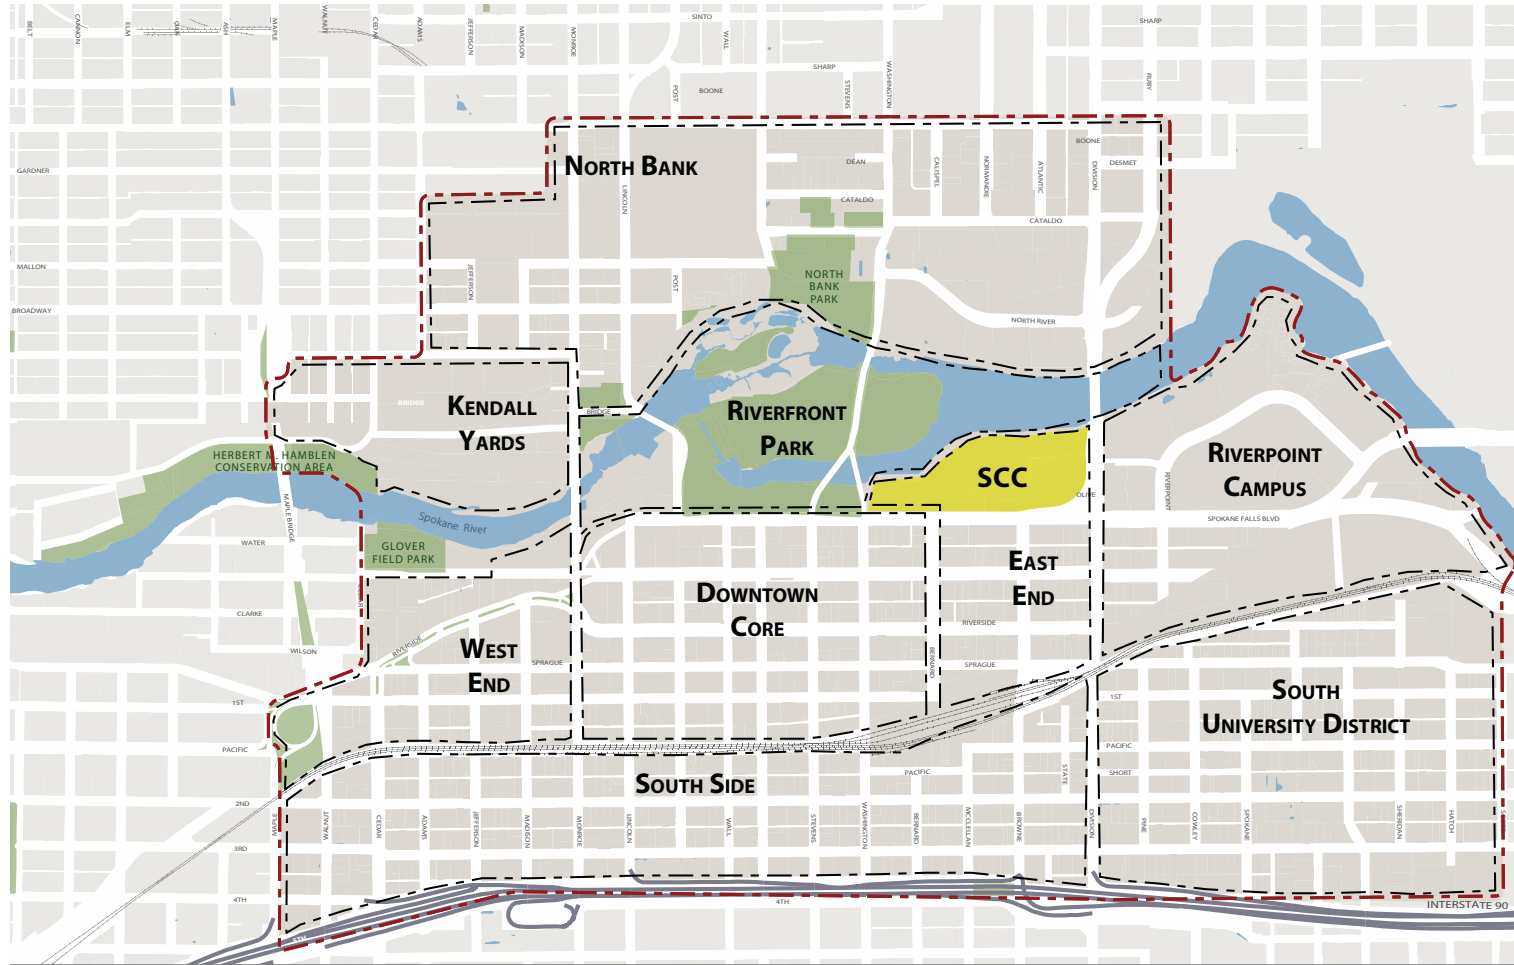 SINTO
SHARP
BELT
CANNON
ELM
OAK
ASH
MAPLE
WALNUT
CEDAR
ADAMS
JEFFERSON
MADISON
MONROE
WALL
SHARP
WASHINGTON
RUBY
POST
BOONE
STEVENS
BOONE
NORTH BANK
DEAN
CALISPEL
NORMANDIE
ATLANTIC
DIVISION
DESMET
GARDNER
LINCOLN
CATALDO
CATALDO
MALLON
JEFFERSON
POST
NORTH
BANK
PARK
BROADWAY
NORTH RIVER
BRIDGE
KENDALL
YARDS
BRIDGE
RIVERFRONT
PARK
HERBERT M. HAMBLEN
CONSERVATION AREA
RIVERPOINT
CAMPUS
SCC
OLIVE
RIVERPOINT
MAPLE BRIDGE
Spokane River
SPOKANE FALLS BLVD
WATER
GLOVER
FIELD PARK
EAST
END
DOWNTOWN
CORE
CEDAR
CLARKE
RIVERSIDE
RIVERSIDE
WILSON
WEST
END
SPRAGUE
BERNARD
SPRAGUE
1ST
1ST
SOUTH
UNIVERSITY DISTRICT
PACIFIC
PACIFIC
PACIFIC
SHORT
STATE
SOUTH SIDE
2ND
MAPLE
WALNUT
CEDAR
ADAMS
JEFFERSON
MADISON
MONROE
LINCOLN
WALL
STEVENS
WASHINGTON
BERNARD
MCCLELLAN
BROWNE
DIVISION
PINE
COWLEY
SPOKANE
SHERIDAN
HATCH
3RD
4TH
4TH
INTERSTATE 90
5TH